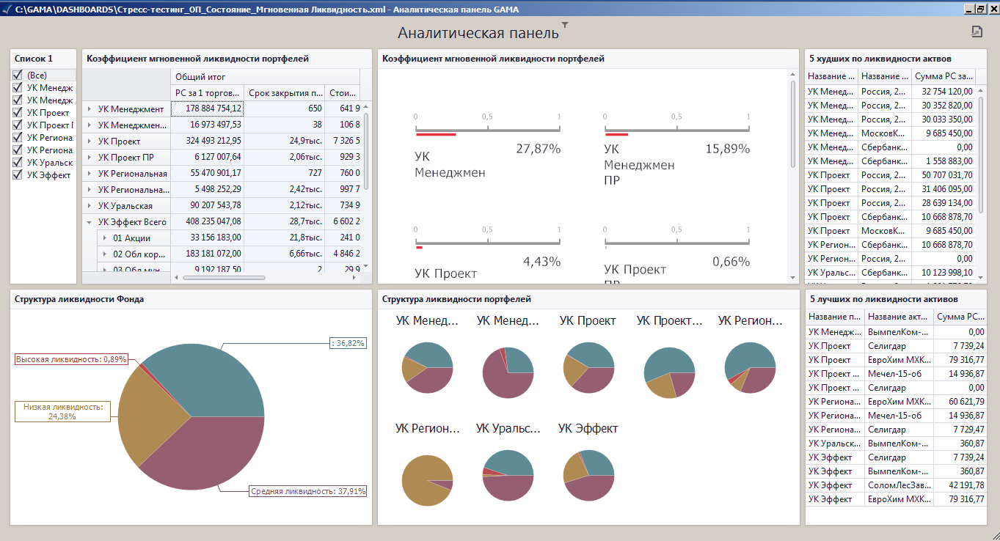 C:\GAMA\DASHBOARDS\Стресс-тестинг_ОП_Состояние_Мгновенная Ликвидность.xml - Аналитическая панель GAMA
Аналитическая панель
Список 1
(Все)
УК Менедж
УК Менедж
УК Проект
УК Проект П
УК Региона.
УК Региона.
УК Уральск
УК Эффект
Коэффициент мгновенной ликвидности портфелей
Общий итог
РС за 1 торгов... Срок закрытия п... Стои...
УК Менеджмент 178 884 754,12 650 641 9
УК Менеджмен... 16 973 497,53 38 106 8
УК Проект 324 493 212,95 24,9тыс. 7 326 5
УК Проект ПР 6 127 007,64 2,06тыс. 929 3
УК Региональная 55 470 901,17 727 760 0
УК Региональна... 5 498 252,29 2,42тыс. 997 7
УК Уральская 90 207 543,78 2,12тыс. 734 9
УК Эффект Всего 408 235 047,08 28,7тыс. 6 602 2
01 Акции 33 156 183,00 21,8тыс. 241 0
02 Обл кор... 183 181 072,00 6,66тыс. 4 846 2
03 Обл мун 9 192 187,50 2 29 9
Коэффициент мгновенной ликвидности портфелей
0 0,5 1
27,87%
УК
Менеджмен
0 0,5 1
15,89%
УК
Менеджмен
ПР
0 0,5 1
4,43%
УК Проект
0 0,5 1
0,66%
УК Проект
ПР
5 худших по ликвидности актвов
Название ... Название ... Сумма РС за...
УК Менед... Россия, 2... 32 754 120,00
УК Менед... Россия, 2... 30 352 820,00
УК Менед... Россия, 2... 30 033 350,00
УК Менед... МосковК... 9 685 450,00
УК Менед... Сбербанк... 0,00
УК Менед... Сбербанк... 1 558 883,00
УК Проект Россия, 2... 50 707 031,70
УК Проект Россия, 2... 31 406 095,00
УК Проект Россия, 2... 28 639 134,00
УК Проект Сбербанк... 10 668 878,70
УК Проект МосковК... 9 685 450,00
УК Регион... Сбербанк... 10 668 878,70
УК Регион... Россия, 2... 0,00
УК Уральс... Сбербанк... 10 123 998,10
Структура ликвидности Фонда
: 36,82%
Высокая ликвидность: 0,89%
Низкая ликвидность:
24,38%
Средняя ликвидность: 37,91%
Структура ликвидности портфелей
УК Менед... УК Менед... УК Проект УК Проект... УК Регион...
УК Регион... УК Уральс... УК Эффект
5 лучших по ликвидности активов
Название п... Название акт... Сумма РС...
УК Менедж... ВымпелКом-... 0,00
УК Проект Селигдар 7 739,24
УК Проект ЕвроХим МХК... 79 316,77
УК Проект ... Мечел-15-об 14 936,87
УК Проект ... Селигдар 0,00
УК Региона... ЕвроХим МХК... 60 621,79
УК Региона... Мечел-15-об 14 936,87
УК Региона... Селигдар 7 729,47
УК Уральск... ВымпелКом-... 360,87
УК Эффект Селигдар 7 739,24
УК Эффект ВымпелКом-... 360,87
УК Эффект СоломЛесЗав... 42 191,78
УК Эффект ЕвроХим МХК... 79 316,77